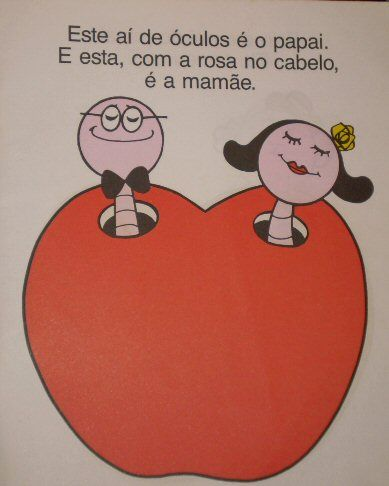 Este aí de óculos é o papai.
E esta, com a rosa no cabelo,
é a mamãe.